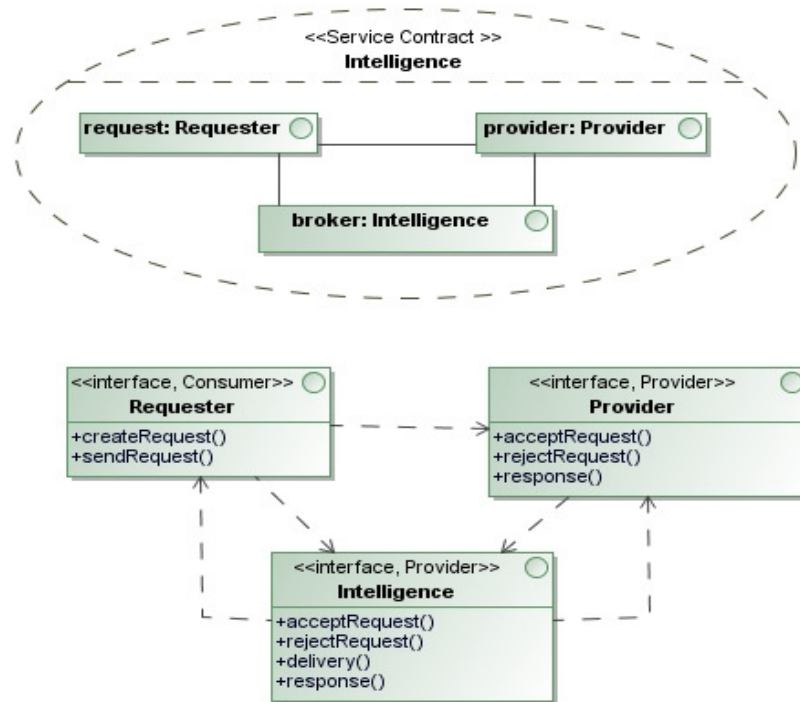 <<Service Contract >>
Intelligence
request: Requester
provider: Provider
broker: Intelligence
<<interface, Consumer>>
Requester
+createRequest()
+sendRequest()
<<interface, Provider>>
Provider
+acceptRequest()
+rejectRequest()
+response()
<<interface, Provider>>
Intelligence
+acceptRequest()
+rejectRequest()
+delivery()
+response()